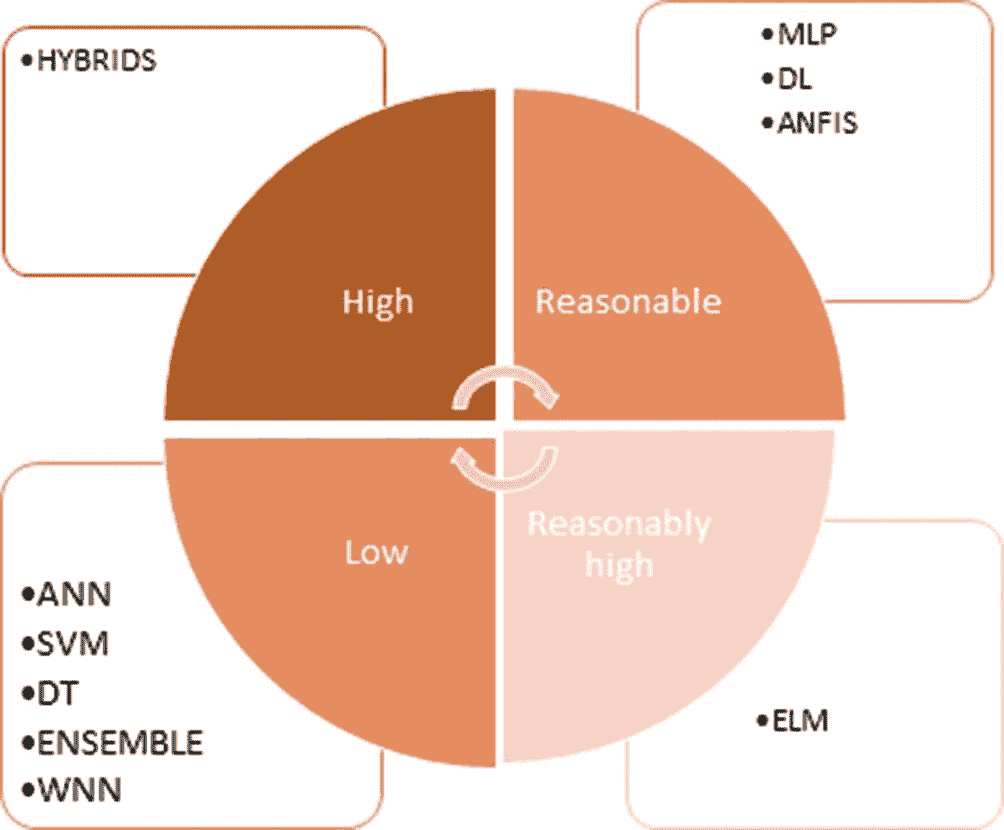 •HYBRIDS
•MLP
•DL
•ANFIS
High
Reasonable
Low
Reasonably
high
•ANN
•SVM
•DT
•ENSEMBLE
•WNN
•ELM